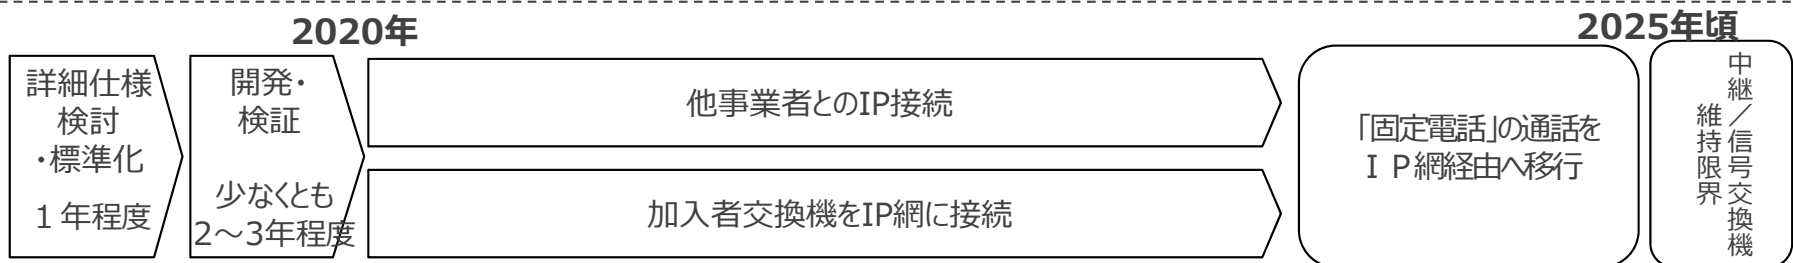 2020年
2025年頃
詳細仕様
検討
・標準化
１年程度
開発・
検証
少なくとも
2～3年程度
他事業者とのIP接続
加入者交換機をIP網に接続
「固定電話」の通話を
ＩＰ網経由へ移行
中継／信号交換機
維持限界